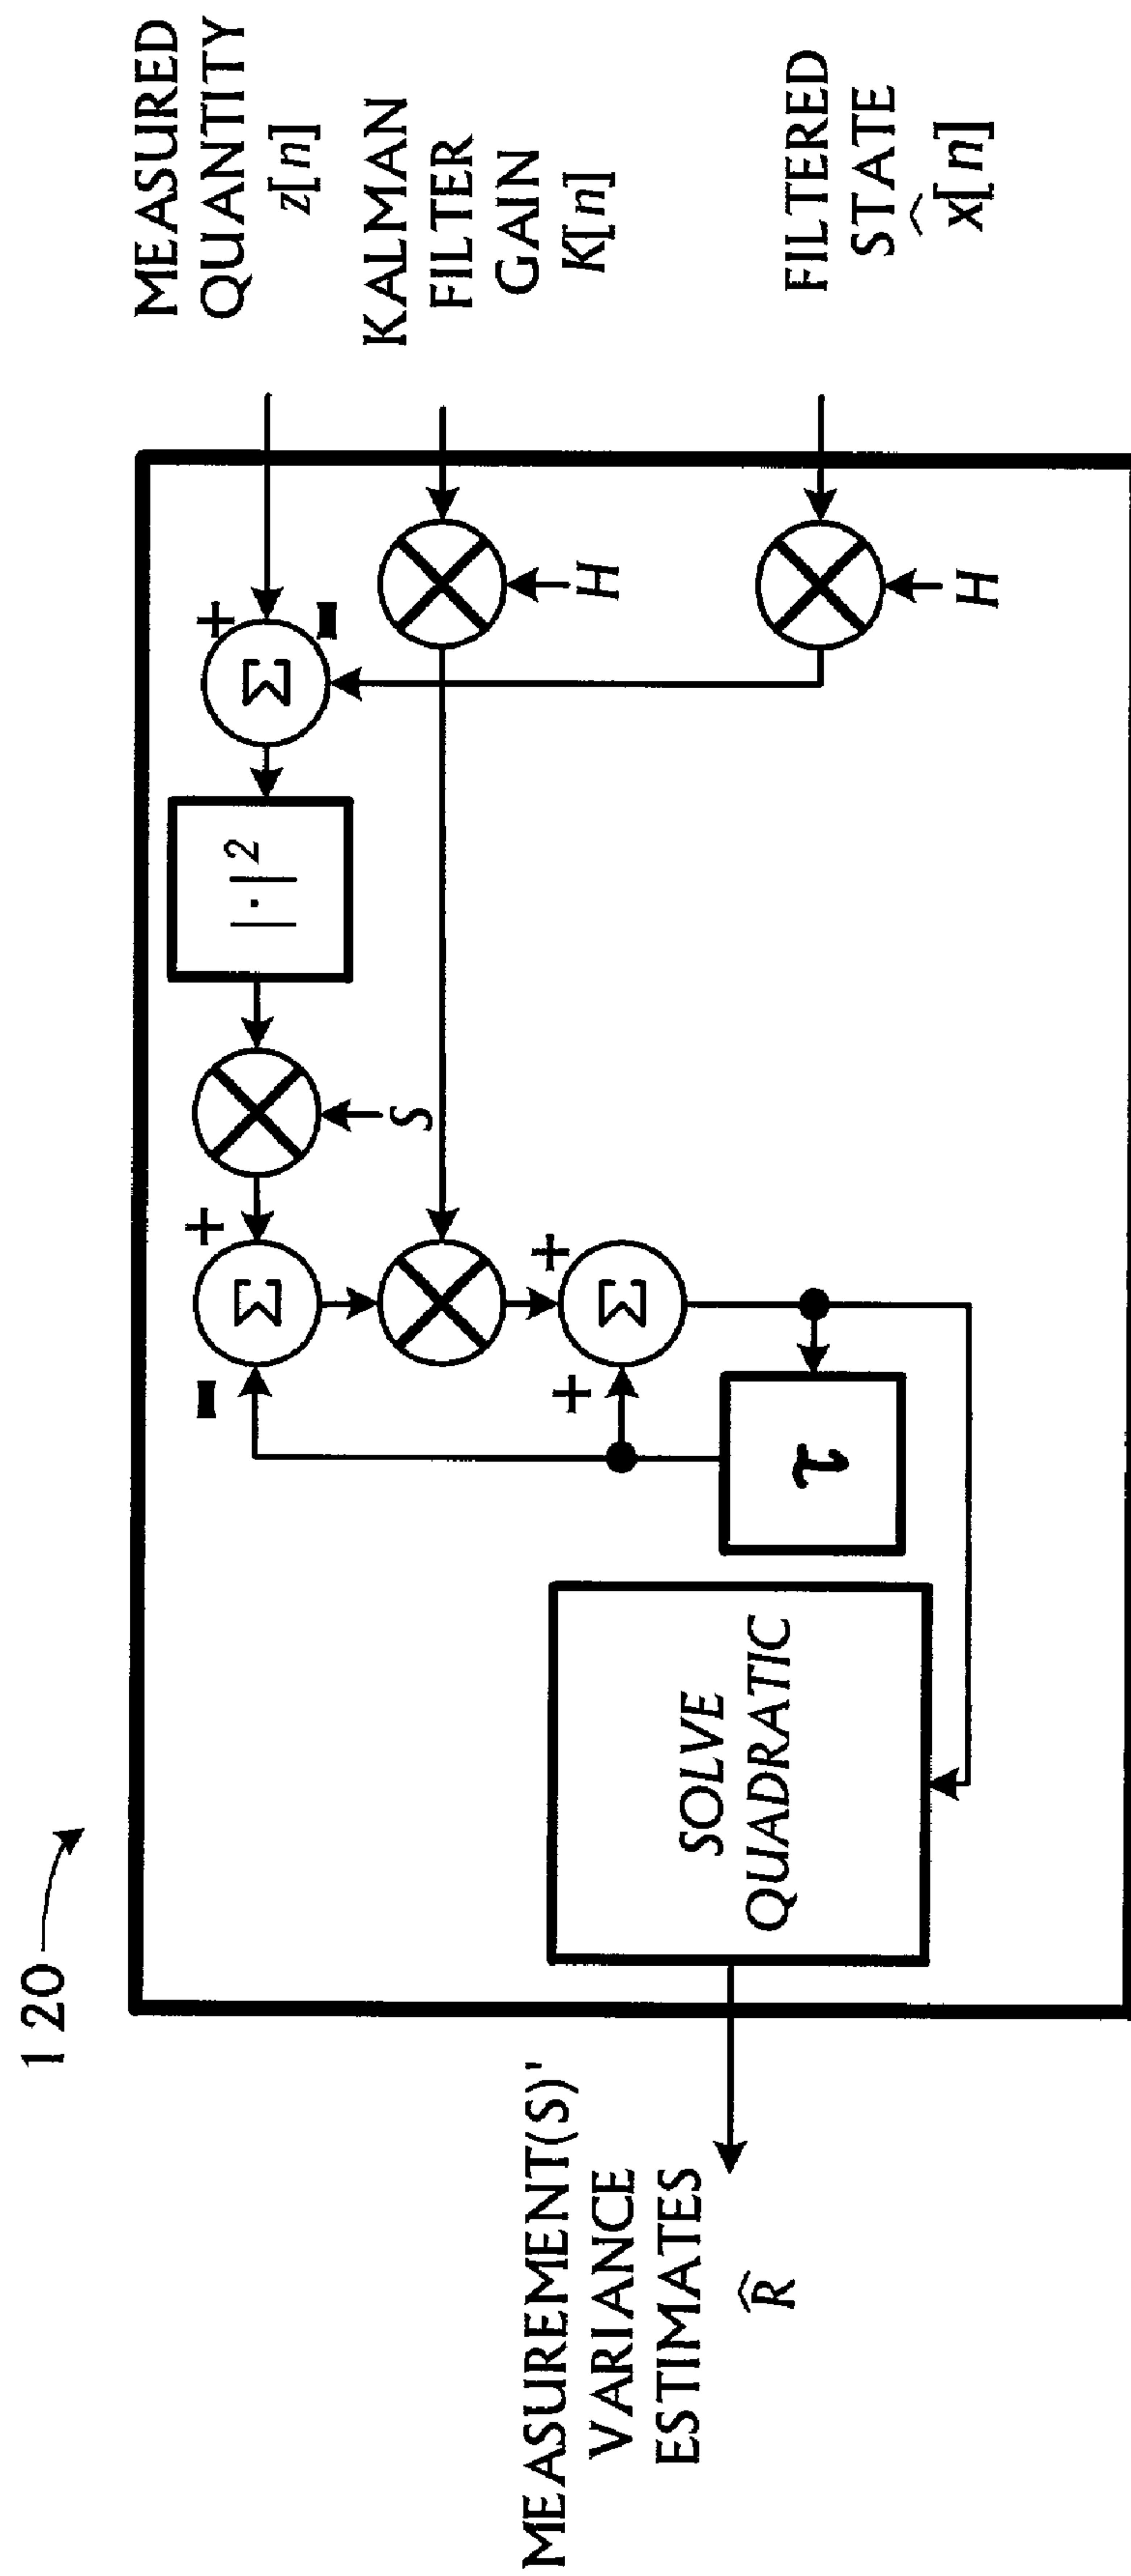 120
MEASURED
QUANTITY
z[n]
KALMAN
FILTER
GAIN
K[n]
FILTERED
STATE
x̂[n]
+
−
Σ
H
H
|·|²
S
+
−
Σ
+
+
Σ
τ
SOLVE
QUADRATIC
MEASUREMENT(S)'
VARIANCE
ESTIMATES
R̂